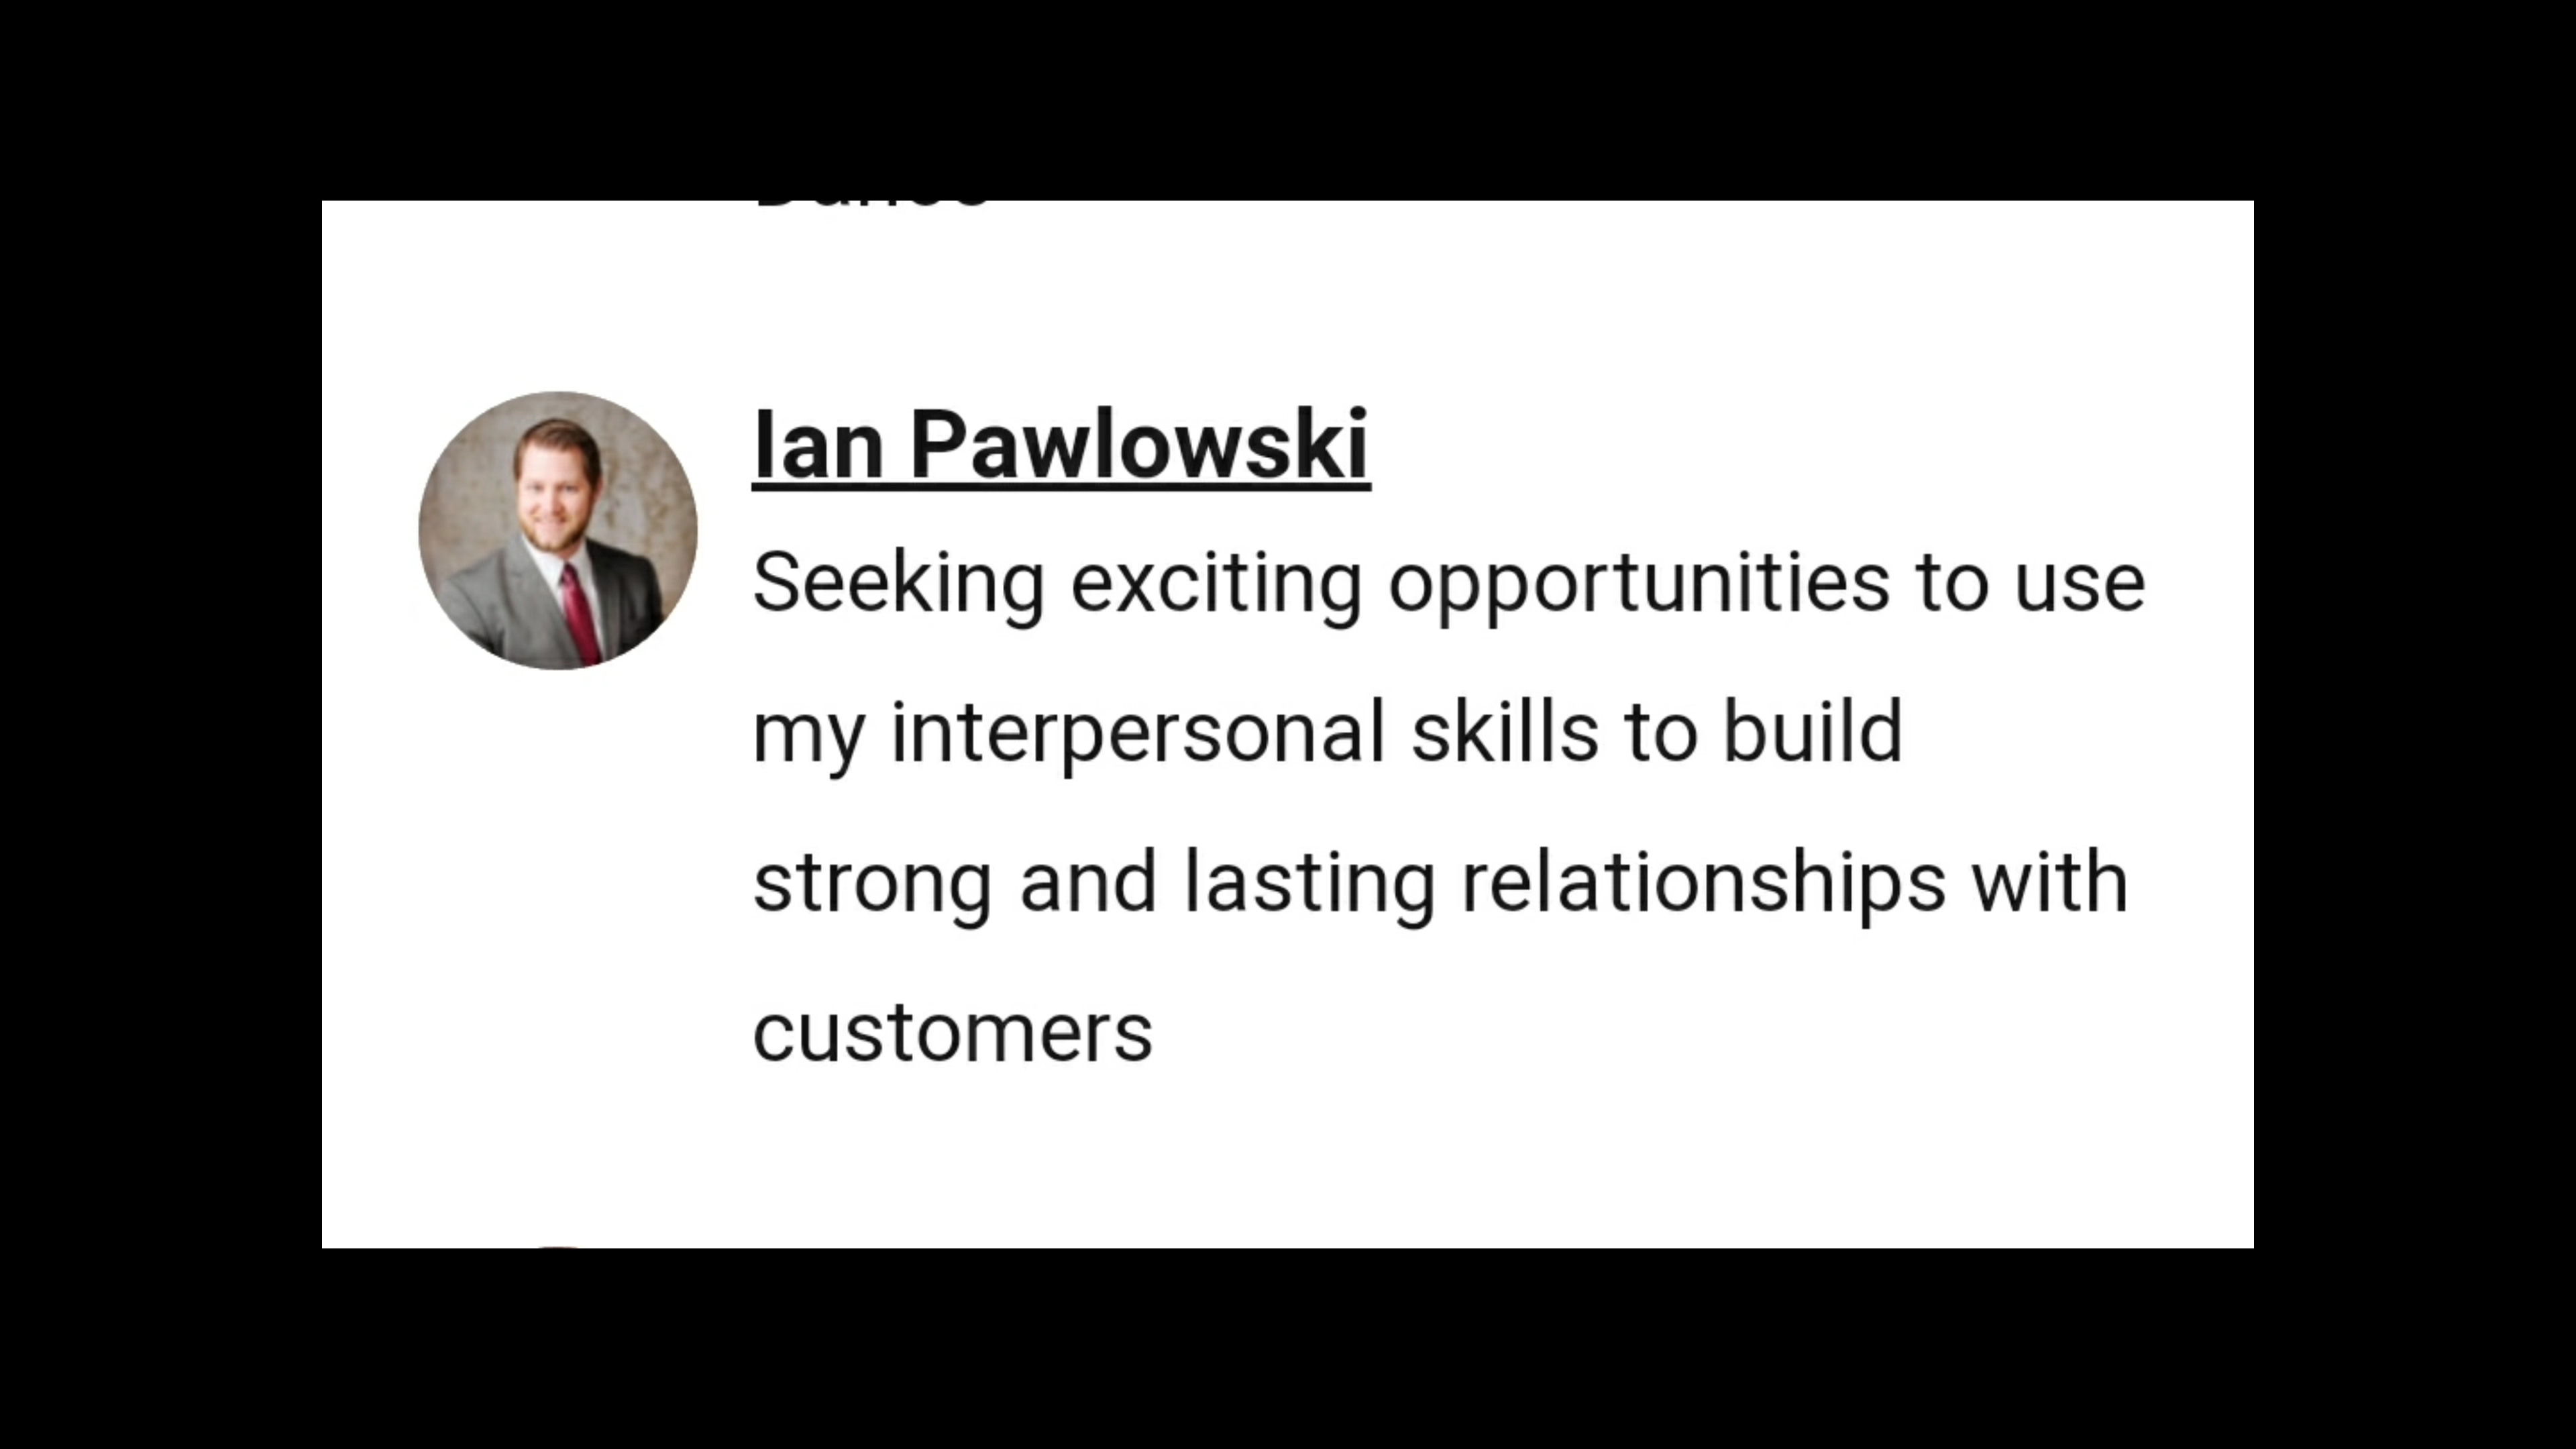 Ian Pawlowski
Seeking exciting opportunities to use
my interpersonal skills to build
strong and lasting relationships with
customers